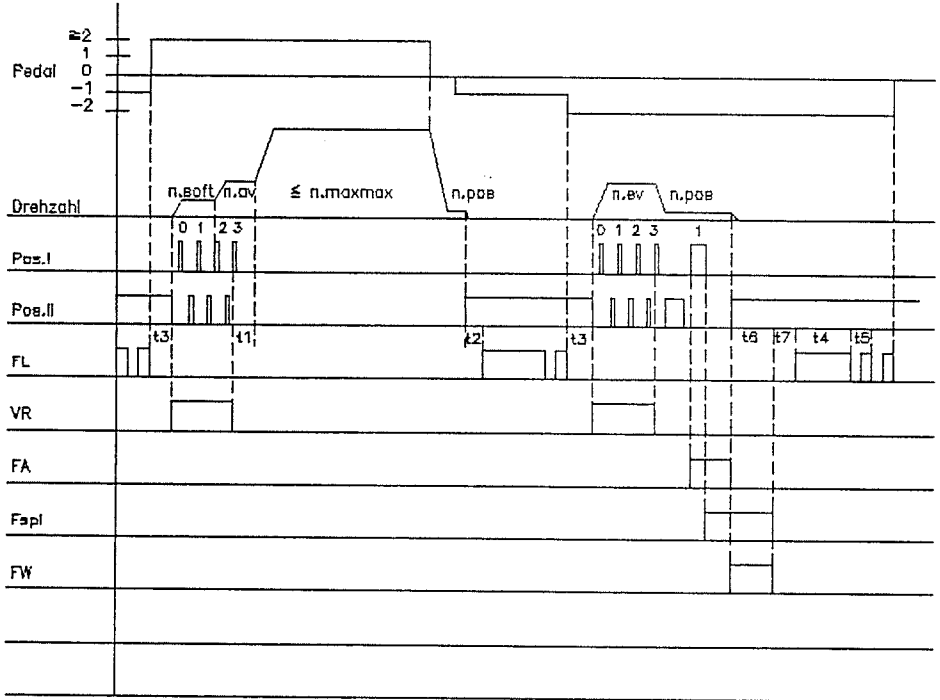 ≧2
1
Pedal 0
-1
-2
n.soft n.av ≦ n.maxmax n.pos n.ev n.pos
Drehzahl
0 1 2 3 0 1 2 3 1
Pos.I
Pos.II
t3 t1 t2 t3 t6 t7 t4 t5
FL
VR
FA
Fspl
FW